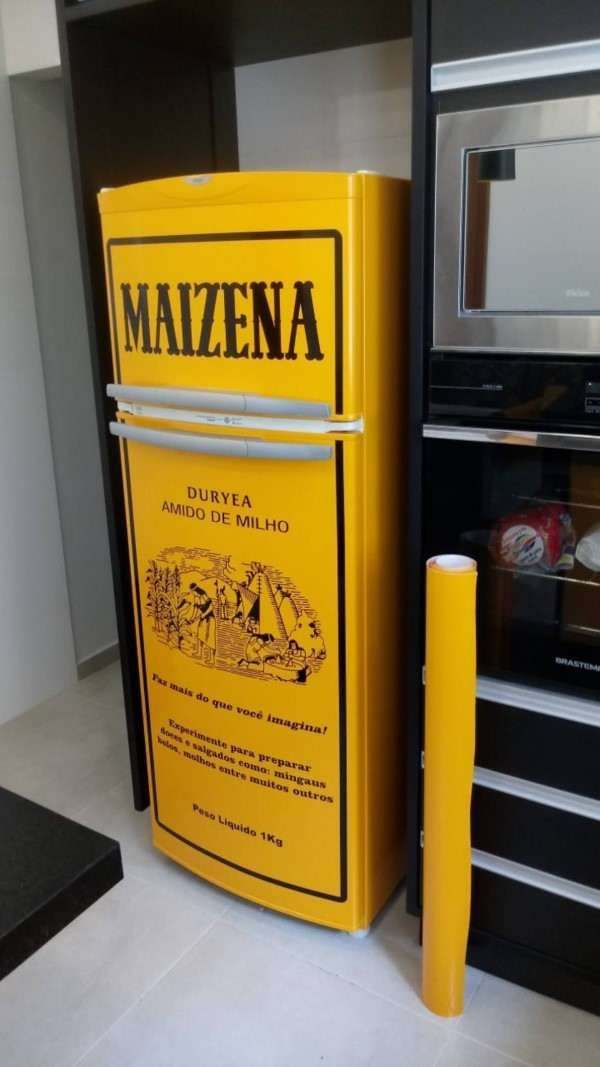 MAIZENA
DURYEA
AMIDO DE MILHO
Faz mais do que você imagina!
Experimente para preparar
doces e salgados como: mingaus
bolos, molhos entre muitos outros
Peso Líquido 1Kg
BRASTEMP